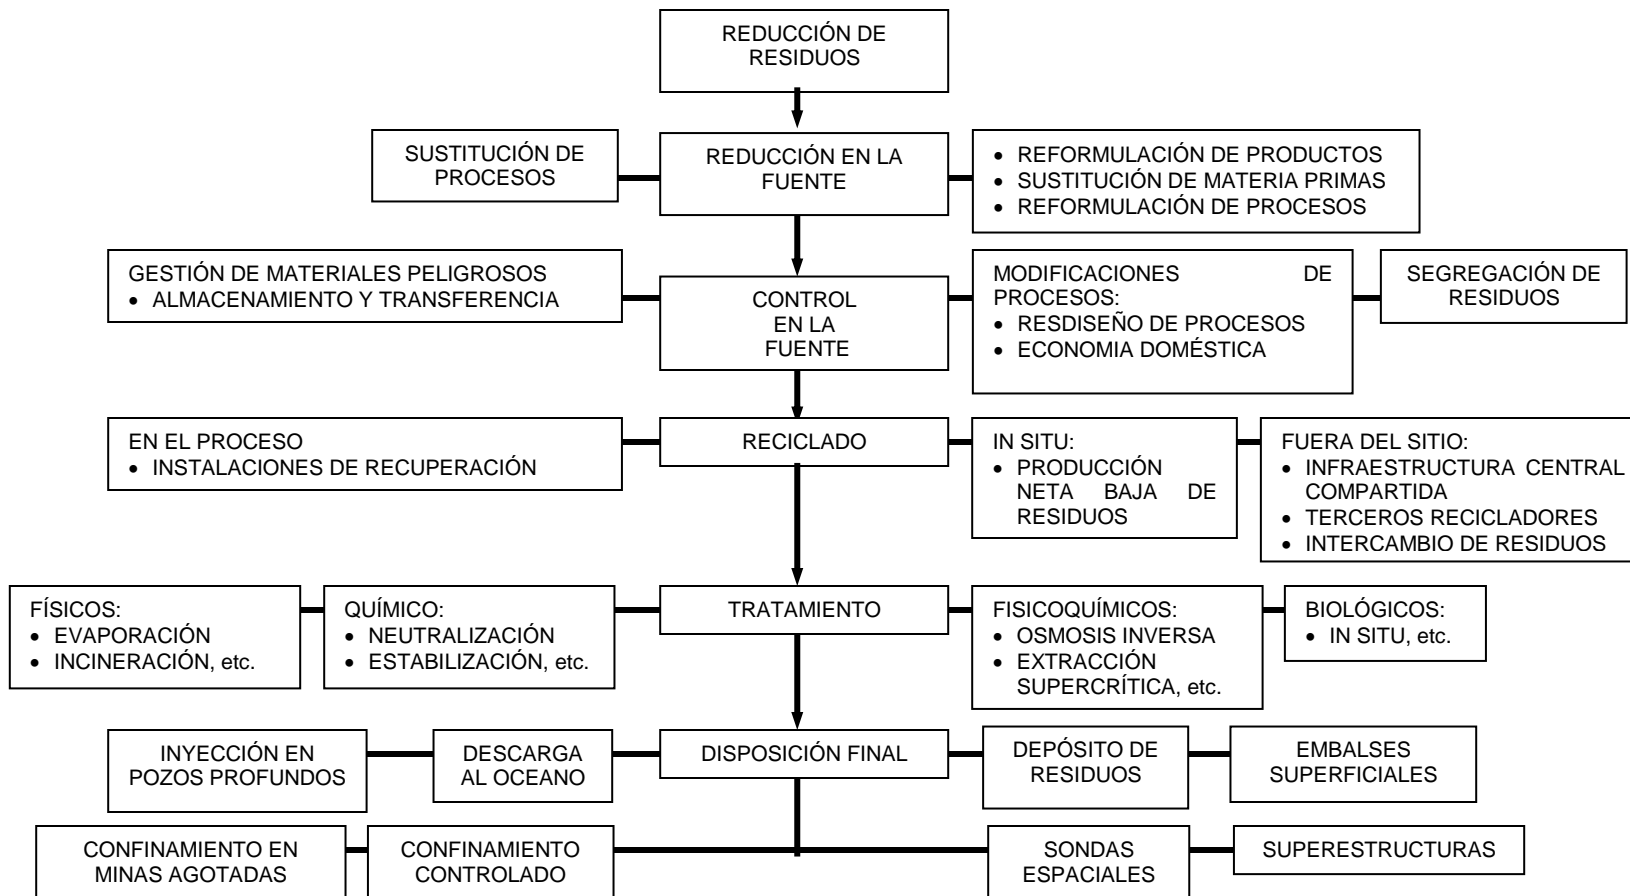 REDUCCIÓN DE
RESIDUOS
SUSTITUCIÓN DE
PROCESOS
REDUCCIÓN EN LA
FUENTE
• REFORMULACIÓN DE PRODUCTOS
• SUSTITUCIÓN DE MATERIA PRIMAS
• REFORMULACIÓN DE PROCESOS
GESTIÓN DE MATERIALES PELIGROSOS
• ALMACENAMIENTO Y TRANSFERENCIA
CONTROL
EN LA
FUENTE
MODIFICACIONES DE
PROCESOS:
• RESDISEÑO DE PROCESOS
• ECONOMIA DOMÉSTICA
SEGREGACIÓN DE
RESIDUOS
EN EL PROCESO
• INSTALACIONES DE RECUPERACIÓN
RECICLADO
IN SITU:
• PRODUCCIÓN
NETA BAJA DE
RESIDUOS
FUERA DEL SITIO:
• INFRAESTRUCTURA CENTRAL
COMPARTIDA
• TERCEROS RECICLADORES
• INTERCAMBIO DE RESIDUOS
FÍSICOS:
• EVAPORACIÓN
• INCINERACIÓN, etc.
QUÍMICO:
• NEUTRALIZACIÓN
• ESTABILIZACIÓN, etc.
TRATAMIENTO
FISICOQUÍMICOS:
• OSMOSIS INVERSA
• EXTRACCIÓN
SUPERCRÍTICA, etc.
BIOLÓGICOS:
• IN SITU, etc.
INYECCIÓN EN
POZOS PROFUNDOS
DESCARGA
AL OCEANO
DISPOSICIÓN FINAL
DEPÓSITO DE
RESIDUOS
EMBALSES
SUPERFICIALES
CONFINAMIENTO EN
MINAS AGOTADAS
CONFINAMIENTO
CONTROLADO
SONDAS
ESPACIALES
SUPERESTRUCTURAS